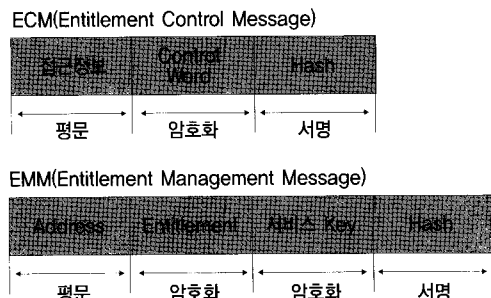 ECM(Entitlement Control Message)
접근정보 Control Word Hash
평문 암호화 서명
EMM(Entitlement Management Message)
Address Entitlement 서비스 Key Hash
평문 암호화 암호화 서명